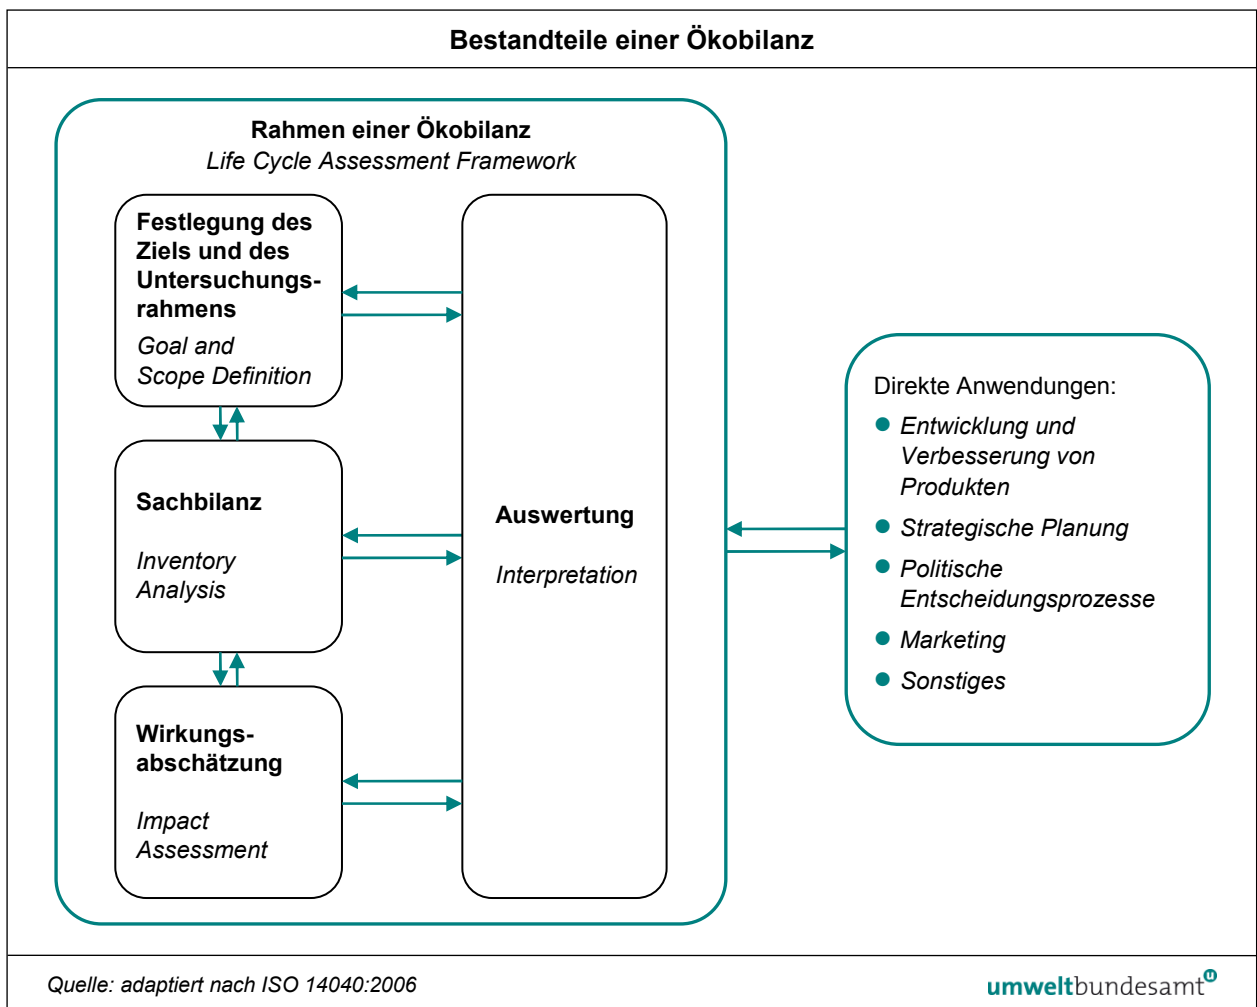 Bestandteile einer Ökobilanz
Rahmen einer Ökobilanz
Life Cycle Assessment Framework
Festlegung des
Ziels und des
Untersuchungs-
rahmens
Goal and
Scope Definition
Sachbilanz
Inventory
Analysis
Wirkungs-
abschätzung
Impact
Assessment
Auswertung
Interpretation
Direkte Anwendungen:
● Entwicklung und
Verbesserung von
Produkten
● Strategische Planung
● Politische
Entscheidungsprozesse
● Marketing
● Sonstiges
Quelle: adaptiert nach ISO 14040:2006
umweltbundesamt u